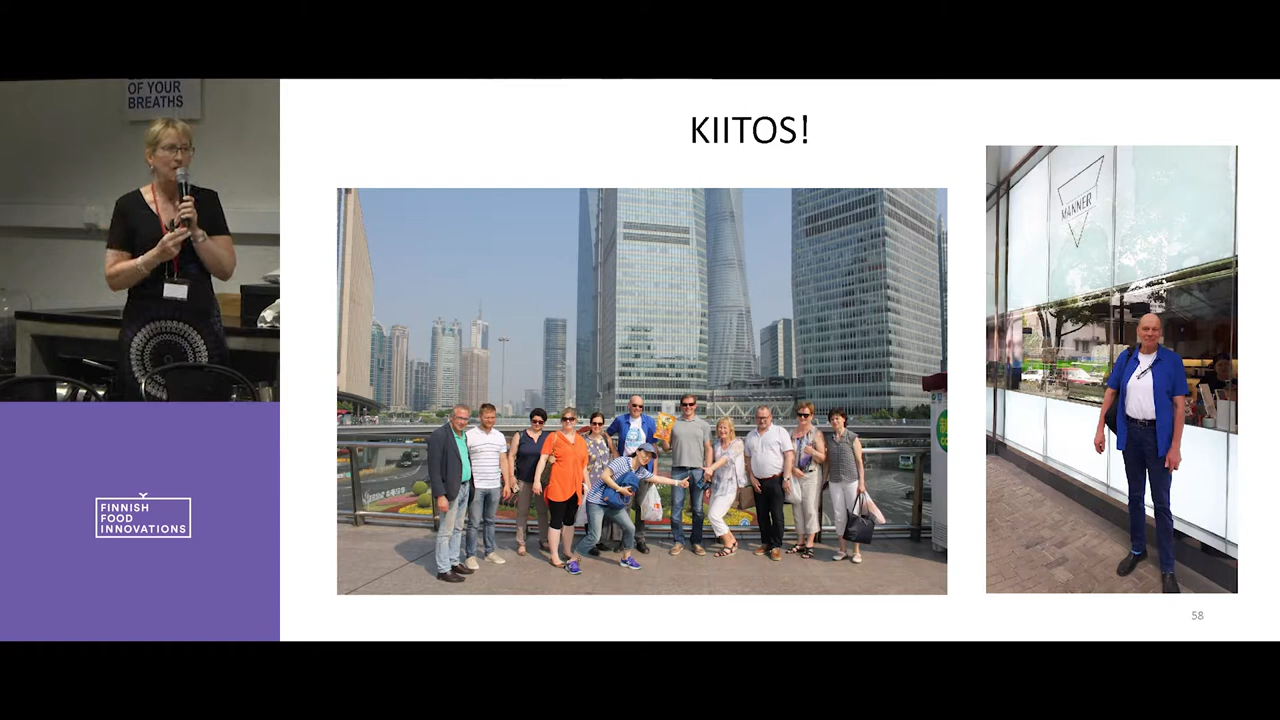 OF YOUR
BREATHS
KIITOS!
MANNER
FINNISH
FOOD
INNOVATIONS
58